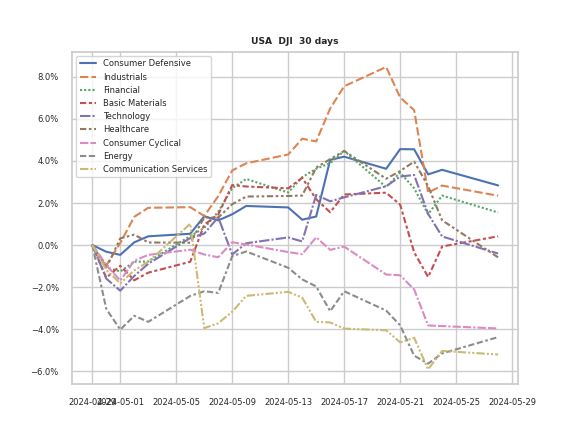 USA DJI 30 days
Consumer Defensive
Industrials
Financial
Basic Materials
Technology
Healthcare
Consumer Cyclical
Energy
Communication Services
8.0%
6.0%
4.0%
2.0%
0.0%
−2.0%
−4.0%
−6.0%
2024-04-29 2024-05-01 2024-05-05 2024-05-09 2024-05-13 2024-05-17 2024-05-21 2024-05-25 2024-05-29